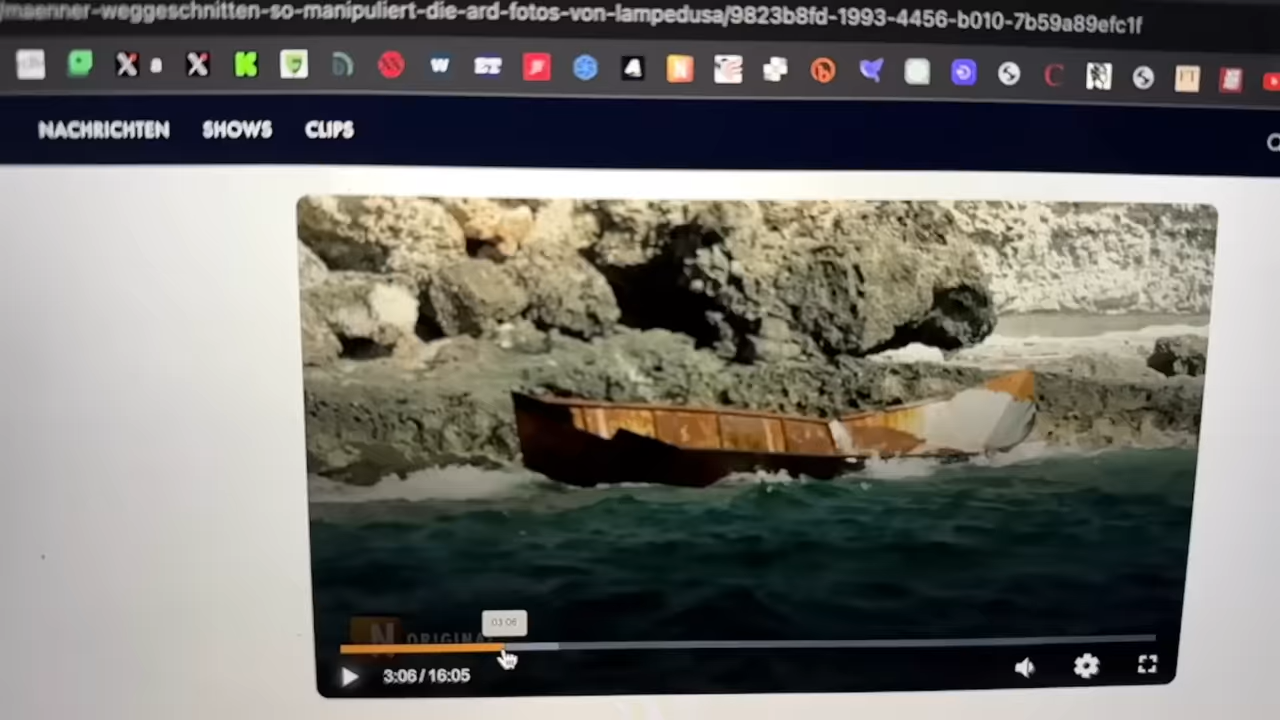 /maenner-weggeschnitten-so-manipuliert-die-ard-fotos-von-lampedusa/9823b8fd-1993-4456-b010-7b59a89efc1f
NACHRICHTEN SHOWS CLIPS
03:06
N ORIGINAL
3:06 / 16:05